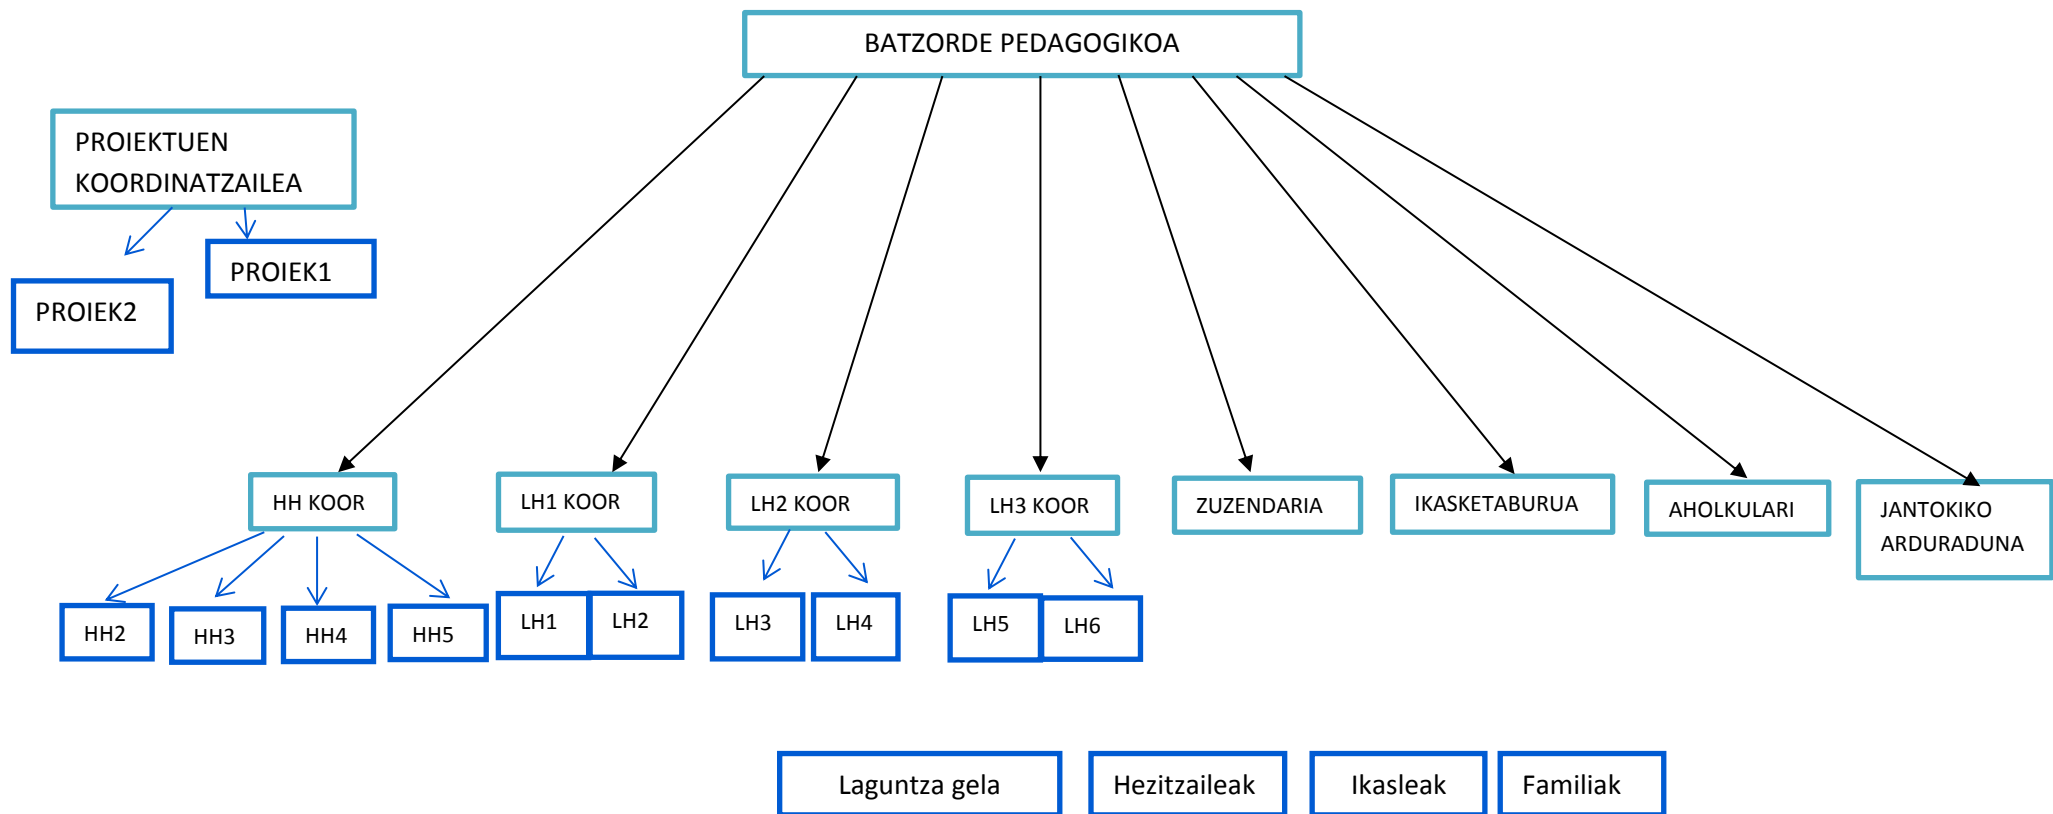 BATZORDE PEDAGOGIKOA
PROIEKTUEN
KOORDINATZAILEA
PROIEK1
PROIEK2
HH KOOR
LH1 KOOR
LH2 KOOR
LH3 KOOR
ZUZENDARIA
IKASKETABURUA
AHOLKULARI
JANTOKIKO
ARDURADUNA
HH2
HH3
HH4
HH5
LH1
LH2
LH3
LH4
LH5
LH6
Laguntza gela
Hezitzaileak
Ikasleak
Familiak